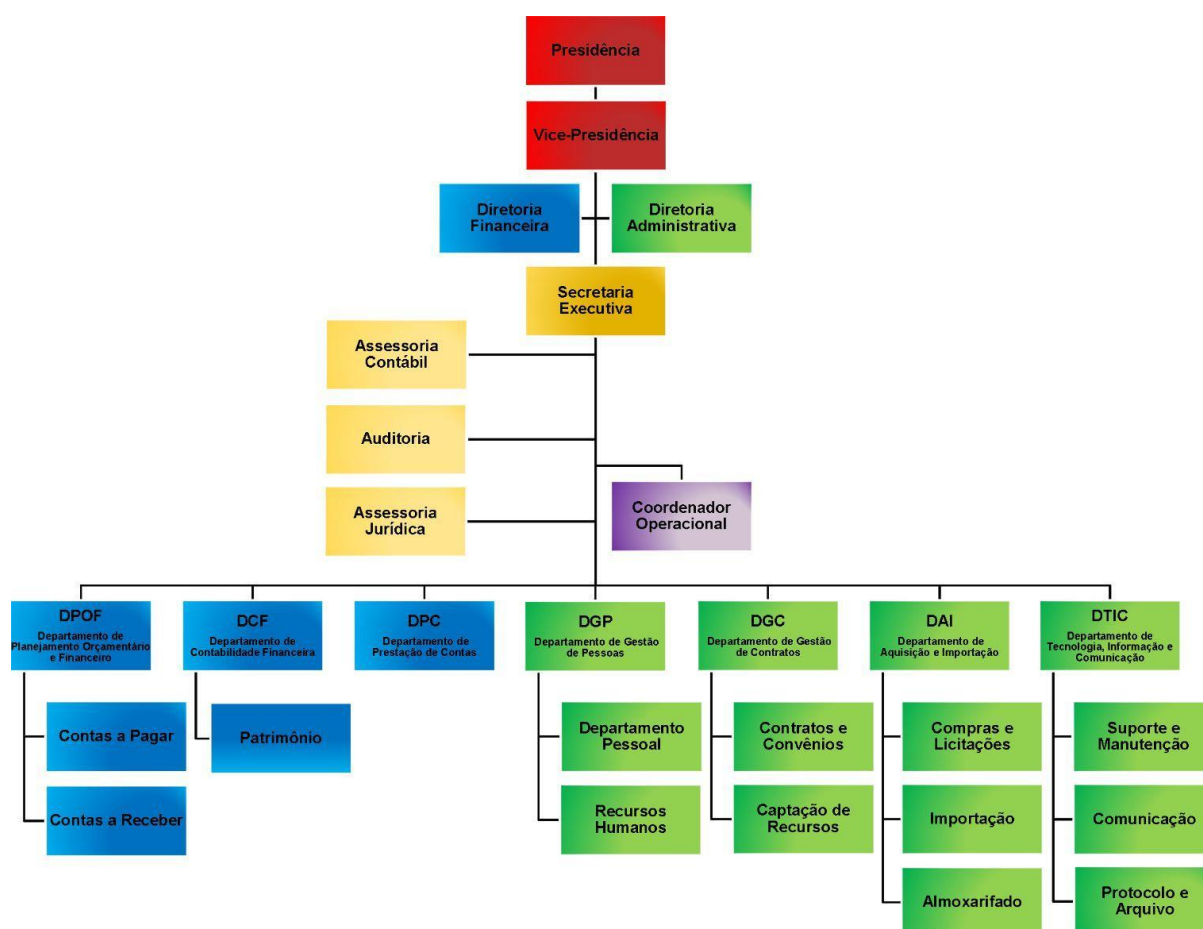 Presidência
Vice-Presidência
Diretoria
Financeira
Diretoria
Administrativa
Secretaria
Executiva
Assessoria
Contábil
Auditoria
Assessoria
Jurídica
Coordenador
Operacional
DPOF
Departamento de
Planejamento Orçamentário
e Financeiro
DCF
Departamento de
Contabilidade Financeira
DPC
Departamento de
Prestação de Contas
DGP
Departamento de Gestão
de Pessoas
DGC
Departamento de Gestão
de Contratos
DAI
Departamento de
Aquisição e Importação
DTIC
Departamento de
Tecnologia, Informação e
Comunicação
Contas a Pagar
Contas a Receber
Patrimônio
Departamento
Pessoal
Recursos
Humanos
Contratos e
Convênios
Captação de
Recursos
Compras e
Licitações
Importação
Almoxarifado
Suporte e
Manutenção
Comunicação
Protocolo e
Arquivo